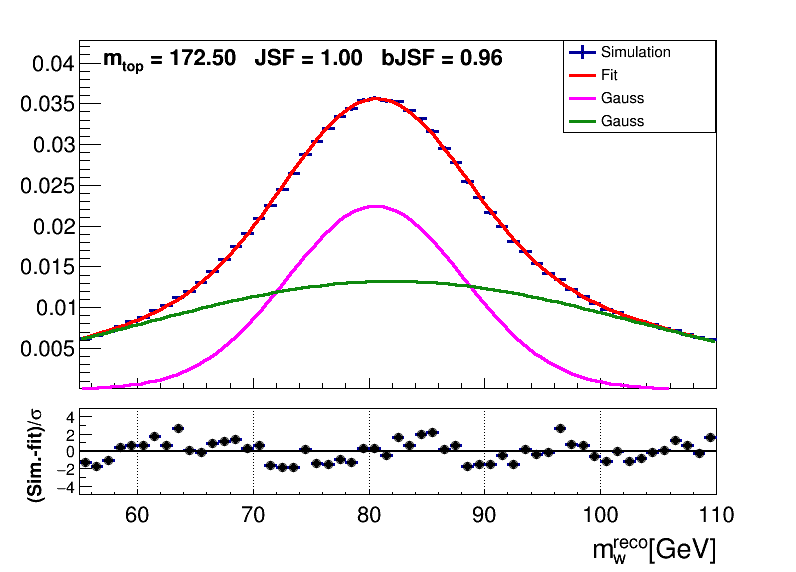 m_top = 172.50 JSF = 1.00 bJSF = 0.96
Simulation
Fit
Gauss
Gauss
0.04
0.035
0.03
0.025
0.02
0.015
0.01
0.005
(Sim.-fit)/σ
4
2
0
−2
−4
60 70 80 90 100 110
m_w^reco[GeV]